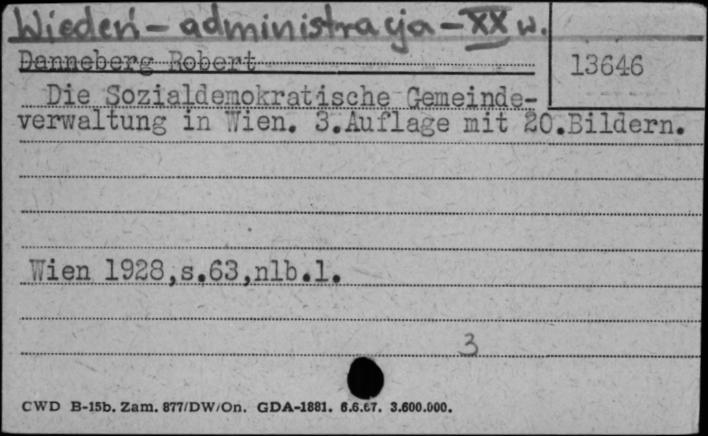 Wiedeń - administracja - XX w.
Danneberg Robert
13646
Die Sozialdemokratische Gemeinde-
verwaltung in Wien. 3.Auflage mit 20.Bildern.
Wien 1928,s.63,nlb.l.
3
CWD B-15b. Zam. 877/DW/On. GDA-1881. 6.6.67. 3.600.000.